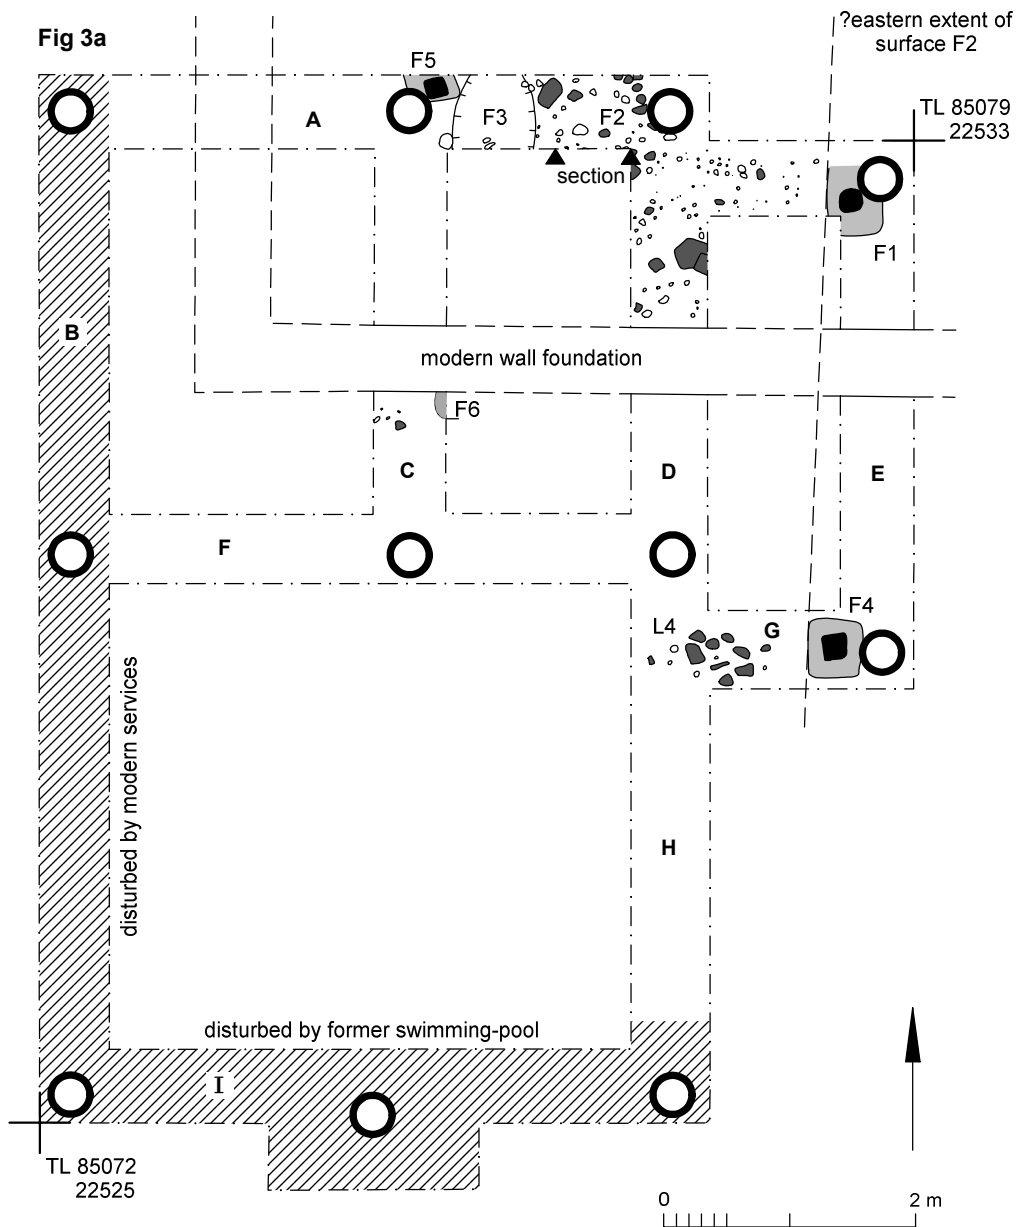 Fig 3a
?eastern extent of
surface F2
F5
A
F3
F2
TL 85079
22533
section
F1
B
modern wall foundation
F6
C
D
E
F
F4
L4
G
disturbed by modern services
H
disturbed by former swimming-pool
I
TL 85072
22525
0
2 m